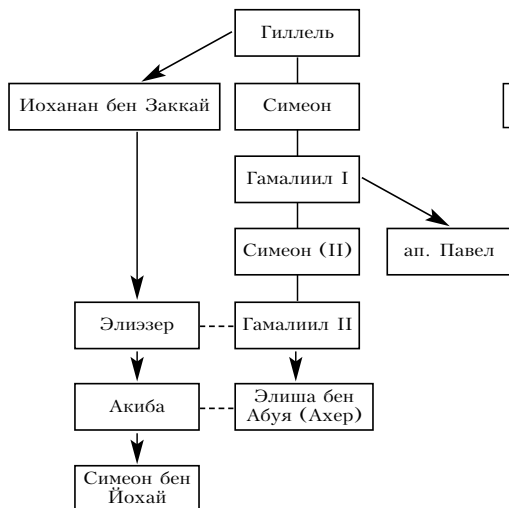 Гиллель
Иоханан бен Заккай
Симеон
Гамалиил I
Симеон (II)
ап. Павел
Элиэзер
Гамалиил II
Акиба
Элиша бен
Абуя (Ахер)
Симеон бен
Йохай